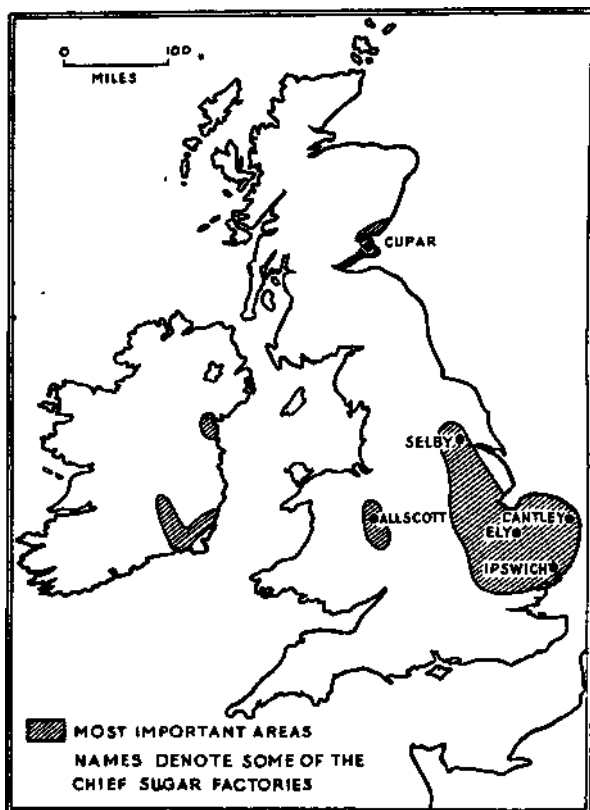 0 100
MILES
CUPAR
SELBY
ALLSCOTT
CANTLEY
ELY
IPSWICH
MOST IMPORTANT AREAS
NAMES DENOTE SOME OF THE
CHIEF SUGAR FACTORIES